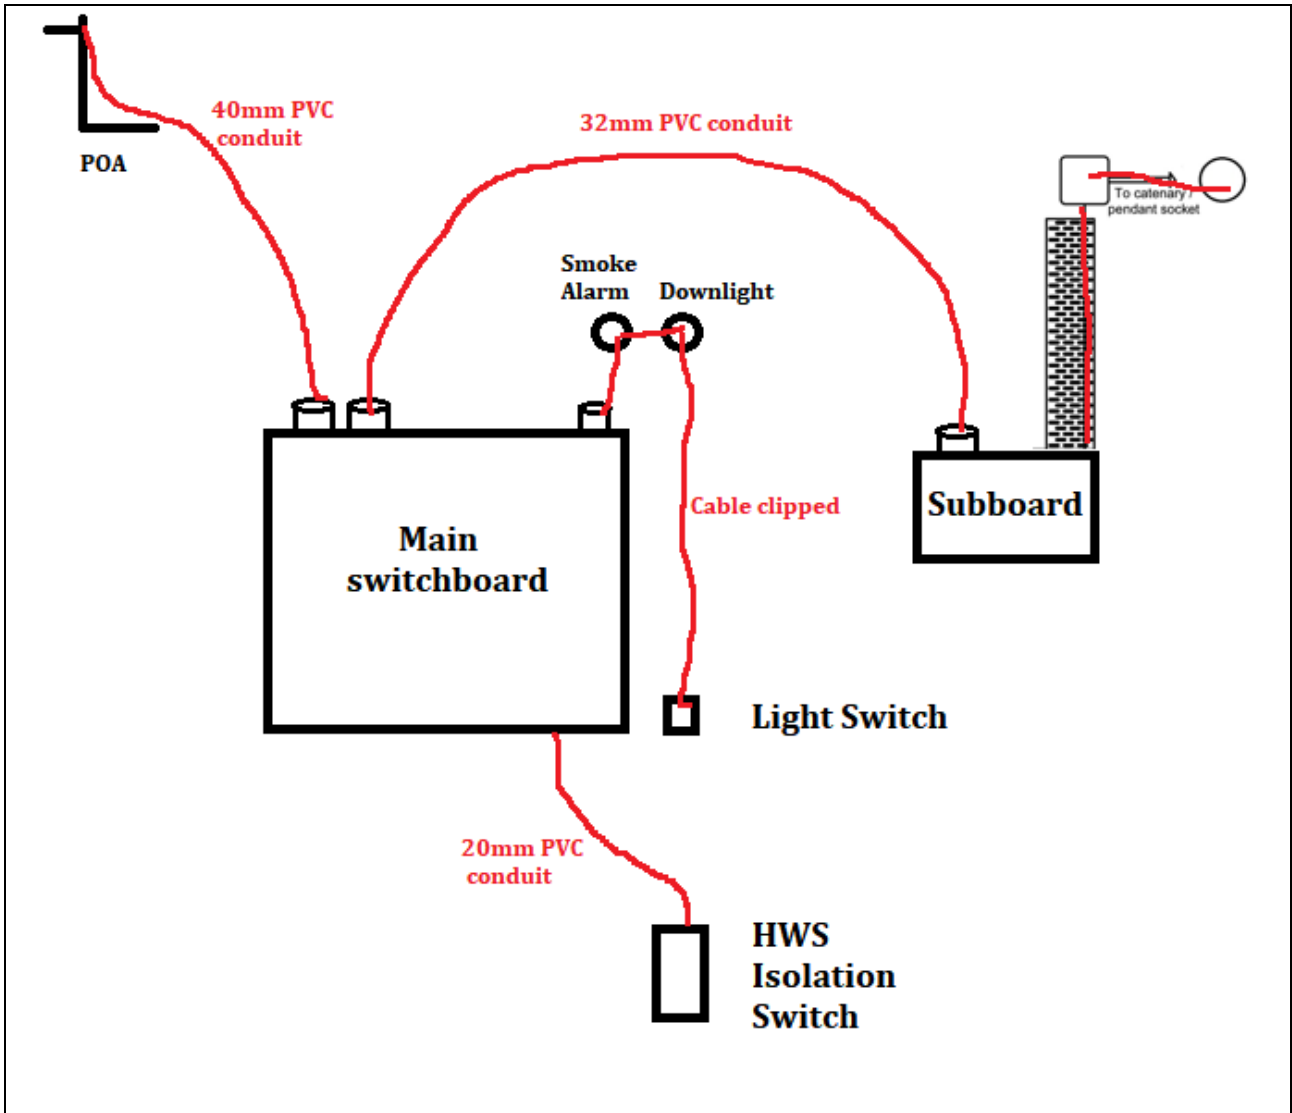 40mm PVC
conduit
POA
32mm PVC conduit
To catenary /
pendant socket
Smoke
Alarm
Downlight
Main
switchboard
Cable clipped
Subboard
Light Switch
20mm PVC
conduit
HWS
Isolation
Switch